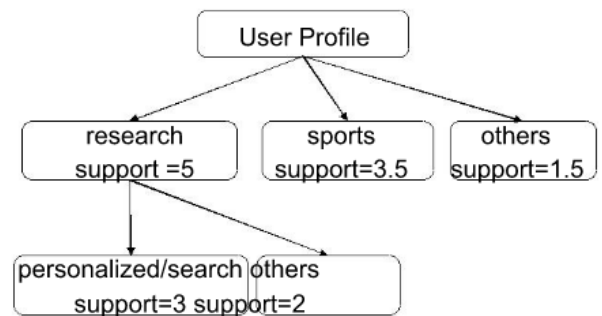 User Profile
research
support =5
sports
support=3.5
others
support=1.5
personalized/search
support=3
others
support=2